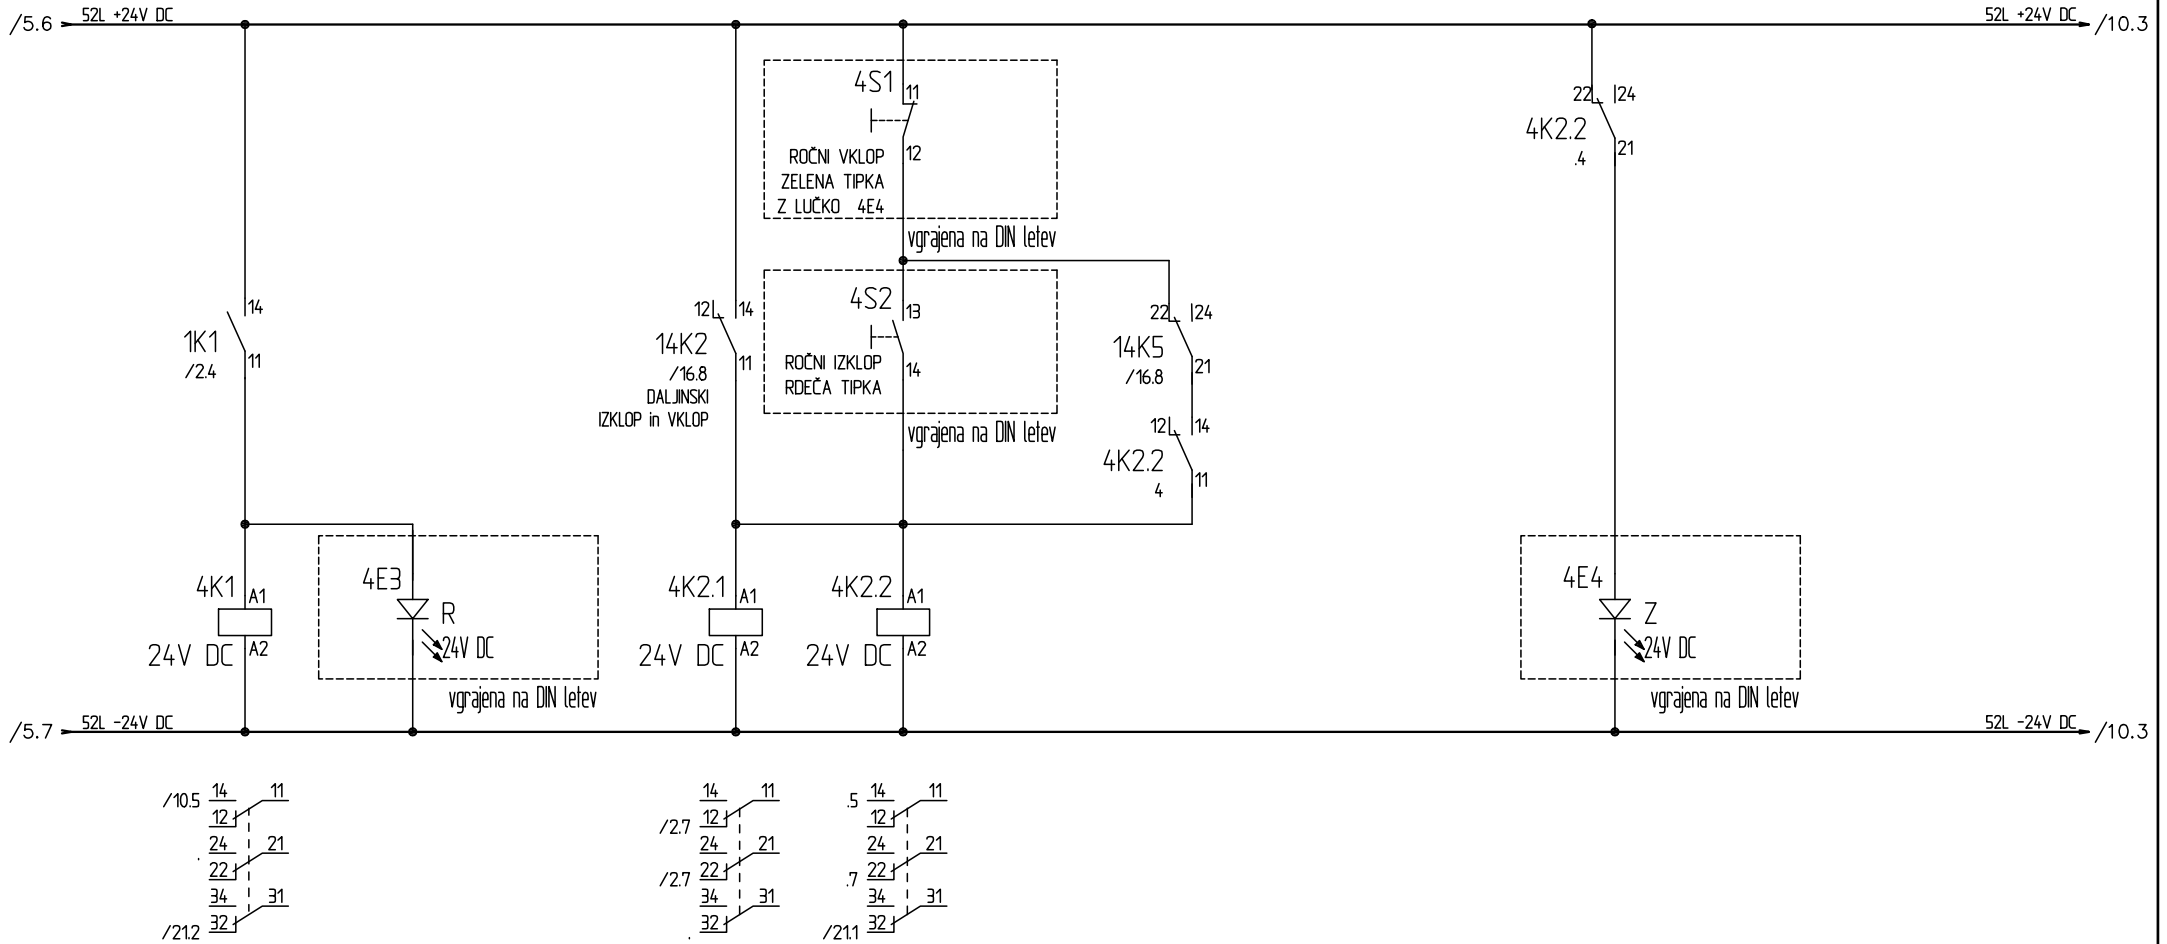 /5.6 52L +24V DC 52L +24V DC /10.3
4S1
11
12
ROČNI VKLOP
ZELENA TIPKA
Z LUČKO 4E4
vgrajena na DIN letev
22 24
4K2.2
.4
21
14
1K1
/2.4
11
12 14
14K2
/16.8
11
DALJINSKI
IZKLOP in VKLOP
4S2
13
14
ROČNI IZKLOP
RDEČA TIPKA
vgrajena na DIN letev
22 24
14K5
/16.8
21
12 14
4K2.2
4
11
4K1
A1
A2
24V DC
4E3
R
24V DC
vgrajena na DIN letev
4K2.1
A1
A2
24V DC
4K2.2
A1
A2
24V DC
4E4
Z
24V DC
vgrajena na DIN letev
/5.7 52L -24V DC 52L -24V DC /10.3
/10.5 14 11
12
24 21
. 22
34 31
/21.2 32
14 11
/2.7 12
24 21
/2.7 22
34 31
. 32
.5 14 11
12
24 21
.7 22
34 31
/21.1 32